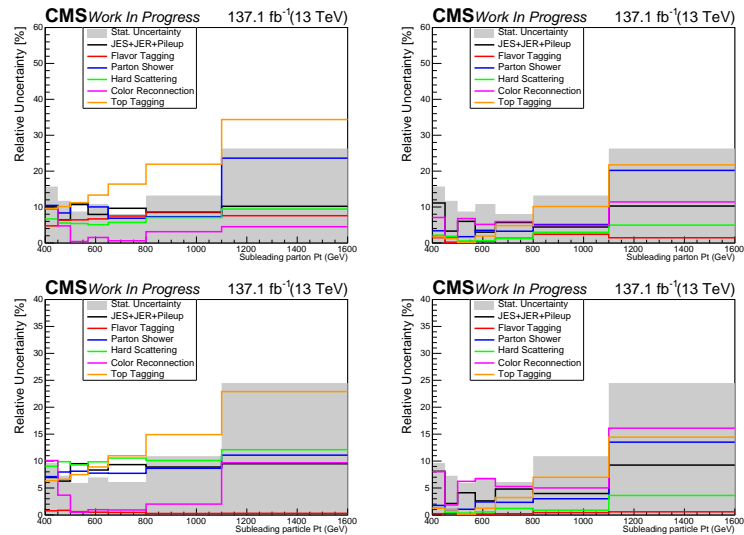 CMS Work In Progress 137.1 fb⁻¹(13 TeV)
Relative Uncertainty [%]
Stat. Uncertainty
JES+JER+Pileup
Flavor Tagging
Parton Shower
Hard Scattering
Color Reconnection
Top Tagging
60
50
40
30
20
10
0
400 600 800 1000 1200 1400 1600
Subleading parton Pt (GeV)
CMS Work In Progress 137.1 fb⁻¹(13 TeV)
Relative Uncertainty [%]
Stat. Uncertainty
JES+JER+Pileup
Flavor Tagging
Parton Shower
Hard Scattering
Color Reconnection
Top Tagging
60
50
40
30
20
10
0
400 600 800 1000 1200 1400 1600
Subleading parton Pt (GeV)
CMS Work In Progress 137.1 fb⁻¹(13 TeV)
Relative Uncertainty [%]
Stat. Uncertainty
JES+JER+Pileup
Flavor Tagging
Parton Shower
Hard Scattering
Color Reconnection
Top Tagging
40
35
30
25
20
15
10
5
0
400 600 800 1000 1200 1400 1600
Subleading particle Pt (GeV)
CMS Work In Progress 137.1 fb⁻¹(13 TeV)
Relative Uncertainty [%]
Stat. Uncertainty
JES+JER+Pileup
Flavor Tagging
Parton Shower
Hard Scattering
Color Reconnection
Top Tagging
40
35
30
25
20
15
10
5
0
400 600 800 1000 1200 1400 1600
Subleading particle Pt (GeV)